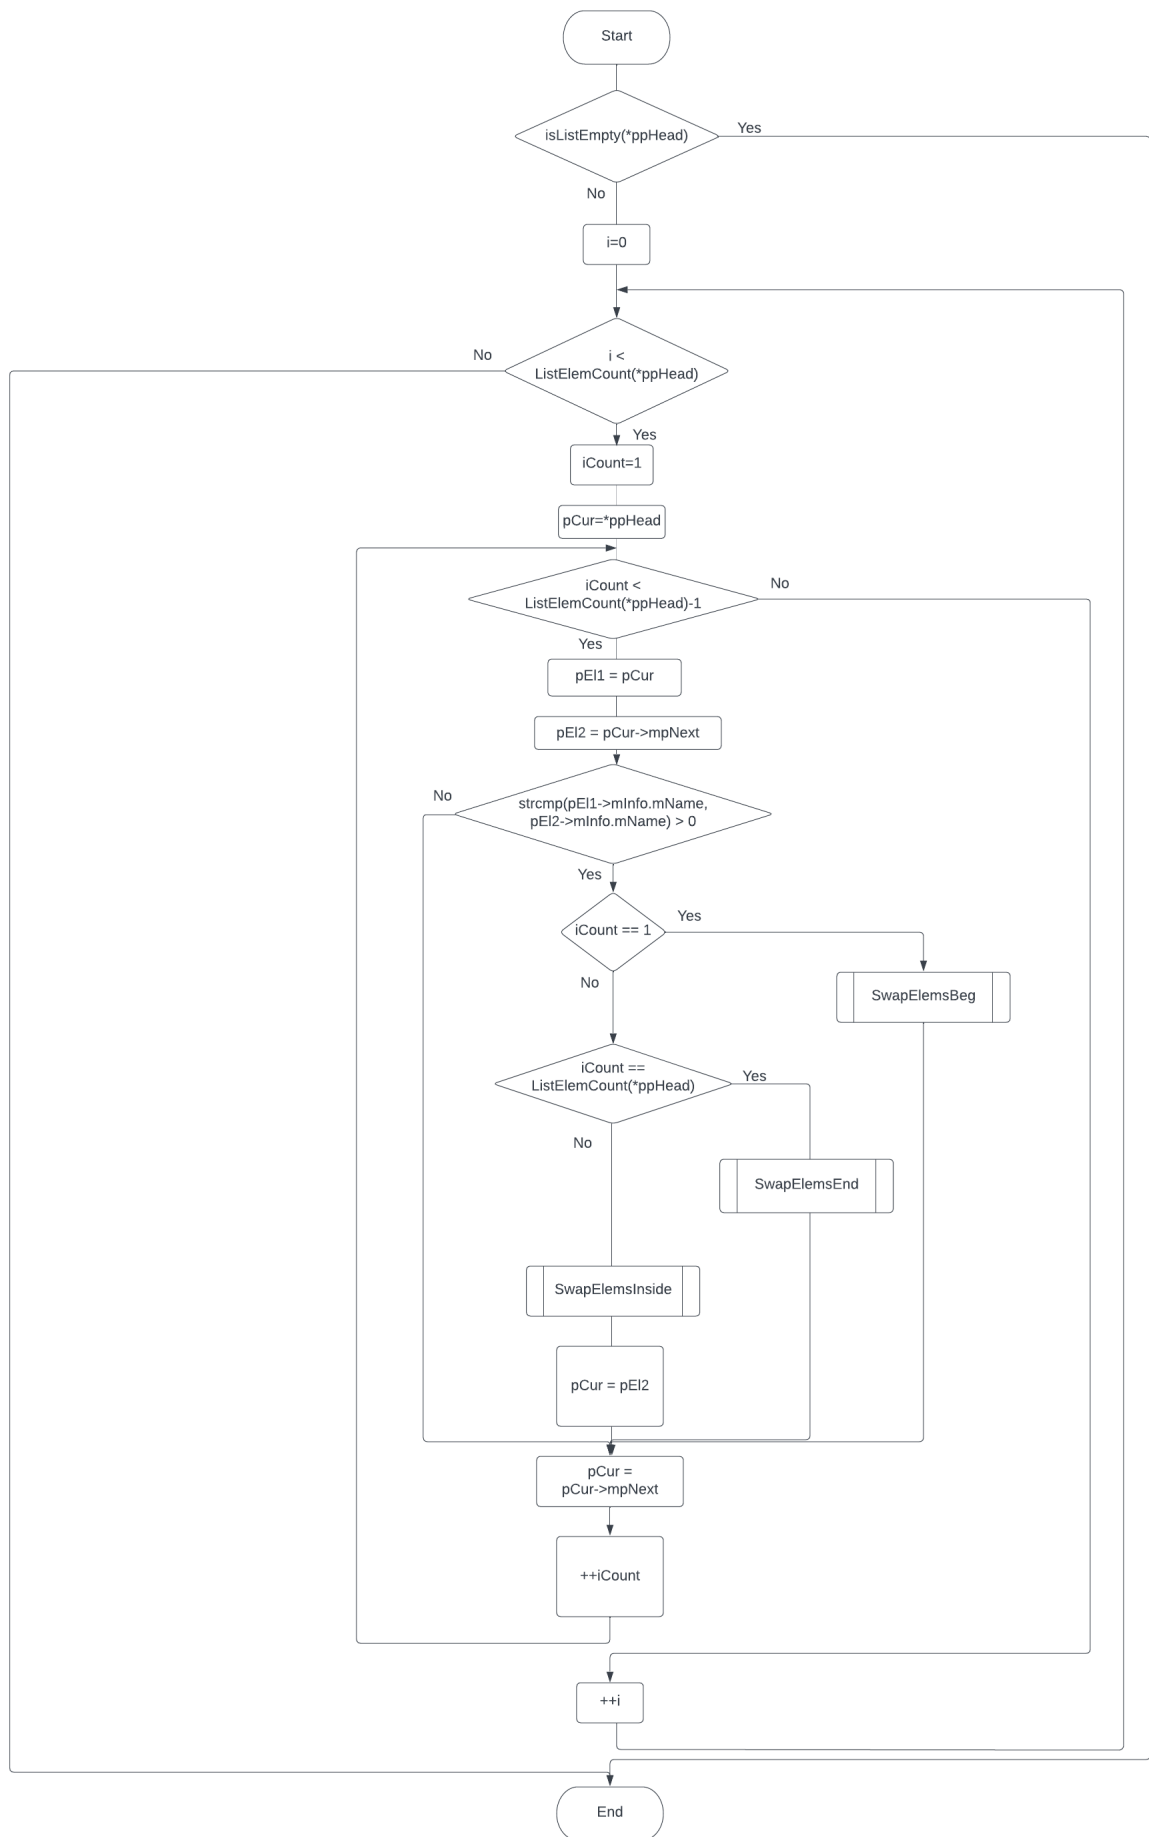 Start
isListEmpty(*ppHead)
Yes
No
i=0
No
i <
ListElemCount(*ppHead)
Yes
iCount=1
pCur=*ppHead
iCount <
ListElemCount(*ppHead)-1
No
Yes
pEl1 = pCur
pEl2 = pCur->mpNext
No
strcmp(pEl1->mInfo.mName,
pEl2->mInfo.mName) > 0
Yes
iCount == 1
Yes
No
SwapElemsBeg
iCount ==
ListElemCount(*ppHead)
Yes
No
SwapElemsEnd
SwapElemsInside
pCur = pEl2
pCur =
pCur->mpNext
++iCount
++i
End